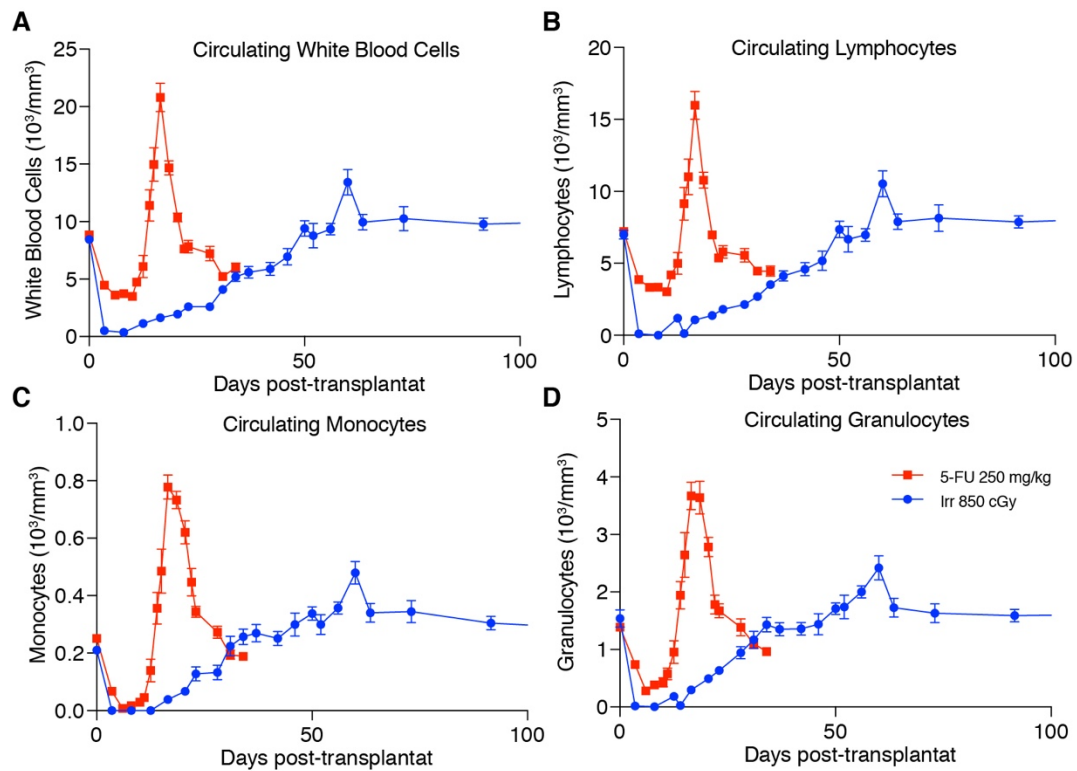 A
Circulating White Blood Cells
White Blood Cells (10³/mm³)
25
20
15
10
5
0
0
50
100
Days post-transplantat
B
Circulating Lymphocytes
Lymphocytes (10³/mm³)
20
15
10
5
0
0
50
100
Days post-transplantat
C
Circulating Monocytes
Monocytes (10³/mm³)
1.0
0.8
0.6
0.4
0.2
0.0
0
50
100
Days post-transplantat
D
Circulating Granulocytes
Granulocytes (10³/mm³)
5
4
3
2
1
0
0
50
100
Days post-transplantat
5-FU 250 mg/kg
Irr 850 cGy